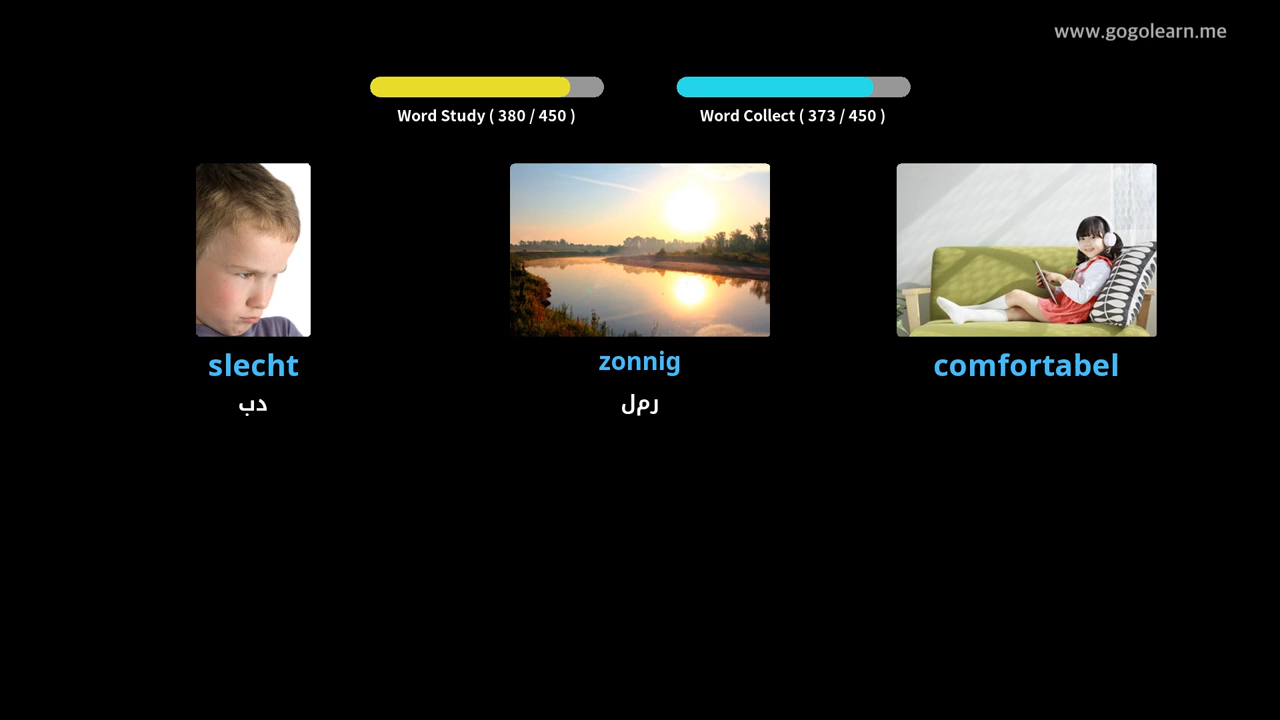 www.gogolearn.me
Word Study ( 380 / 450 )
Word Collect ( 373 / 450 )
slecht
دب
zonnig
رمل
comfortabel